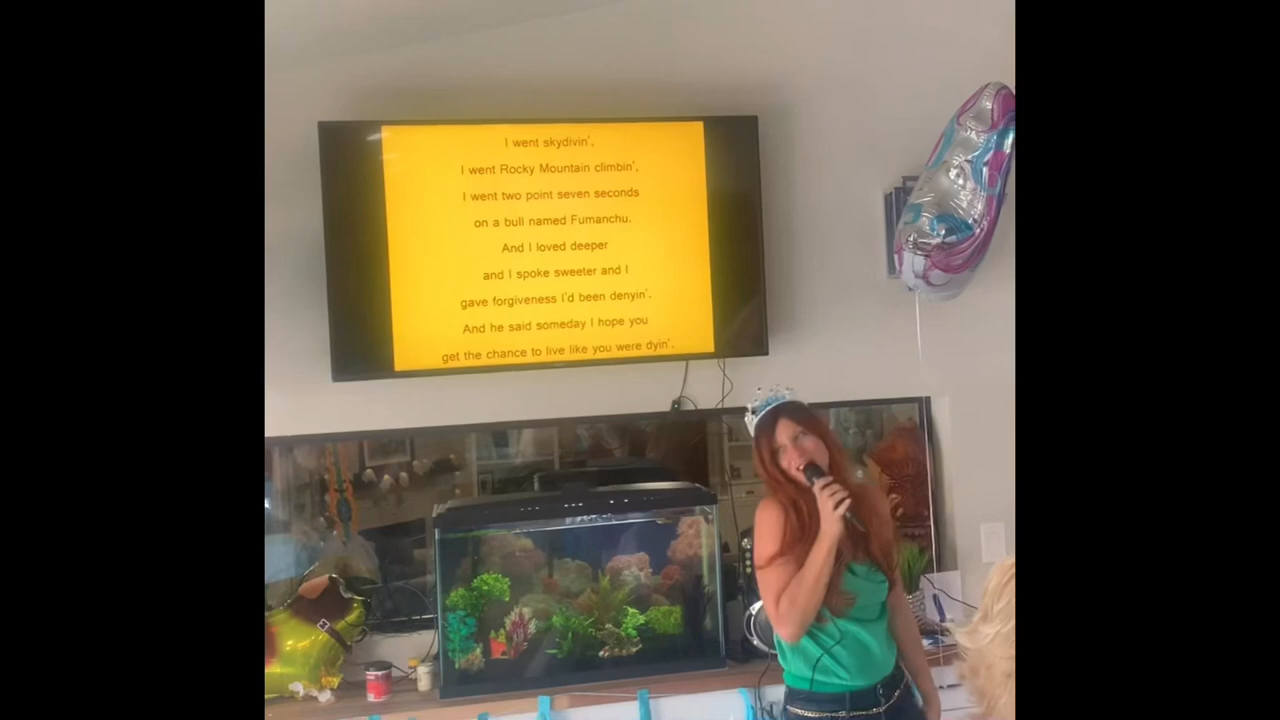 I went skydivin',
I went Rocky Mountain climbin',
I went two point seven seconds
on a bull named Fumanchu.
And I loved deeper
and I spoke sweeter and I
gave forgiveness I'd been denyin'.
And he said someday I hope you
get the chance to live like you were dyin'.